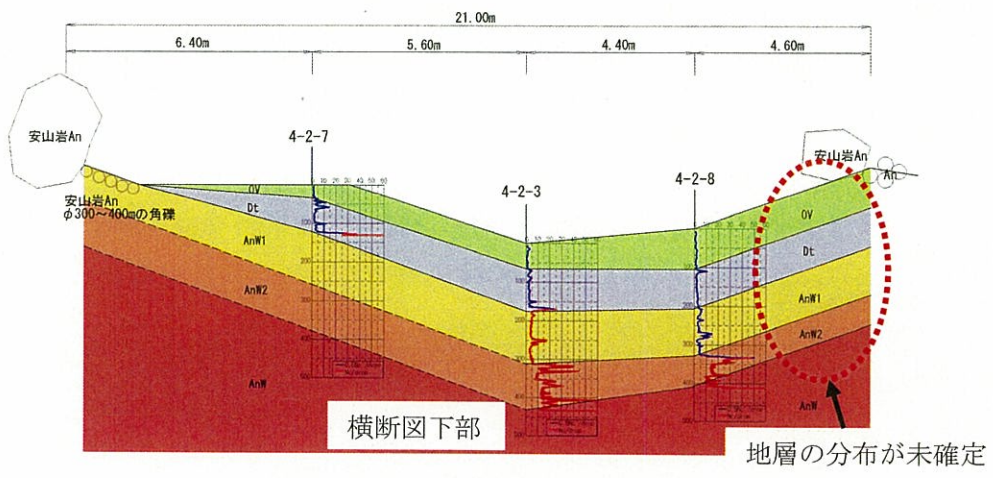 21.00m
6.40m
5.60m
4.40m
4.60m
安山岩An
4-2-7
4-2-3
4-2-8
安山岩An
An
安山岩An
φ300~400mの角礫
OV
Dt
AnW1
AnW2
AnW
OV
Dt
AnW1
AnW2
AnW
横断図下部
地層の分布が未確定